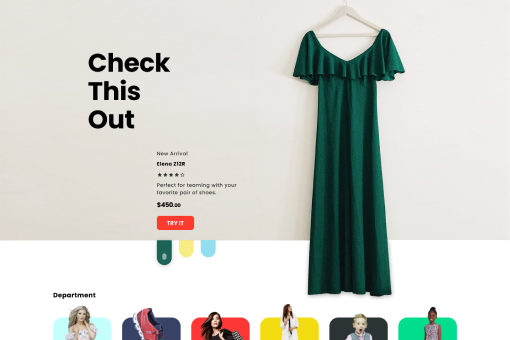 Check
This
Out
New Arrival
Elena Z12R
★★★★☆
Perfect for teaming with your
favorite pair of shoes.
$450.00
TRY IT
Department